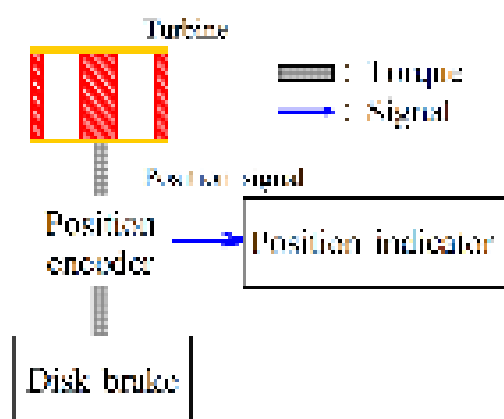 Turbine
: Torque
: Signal
Position signal
Position
encoder
Position indicator
Disk brake